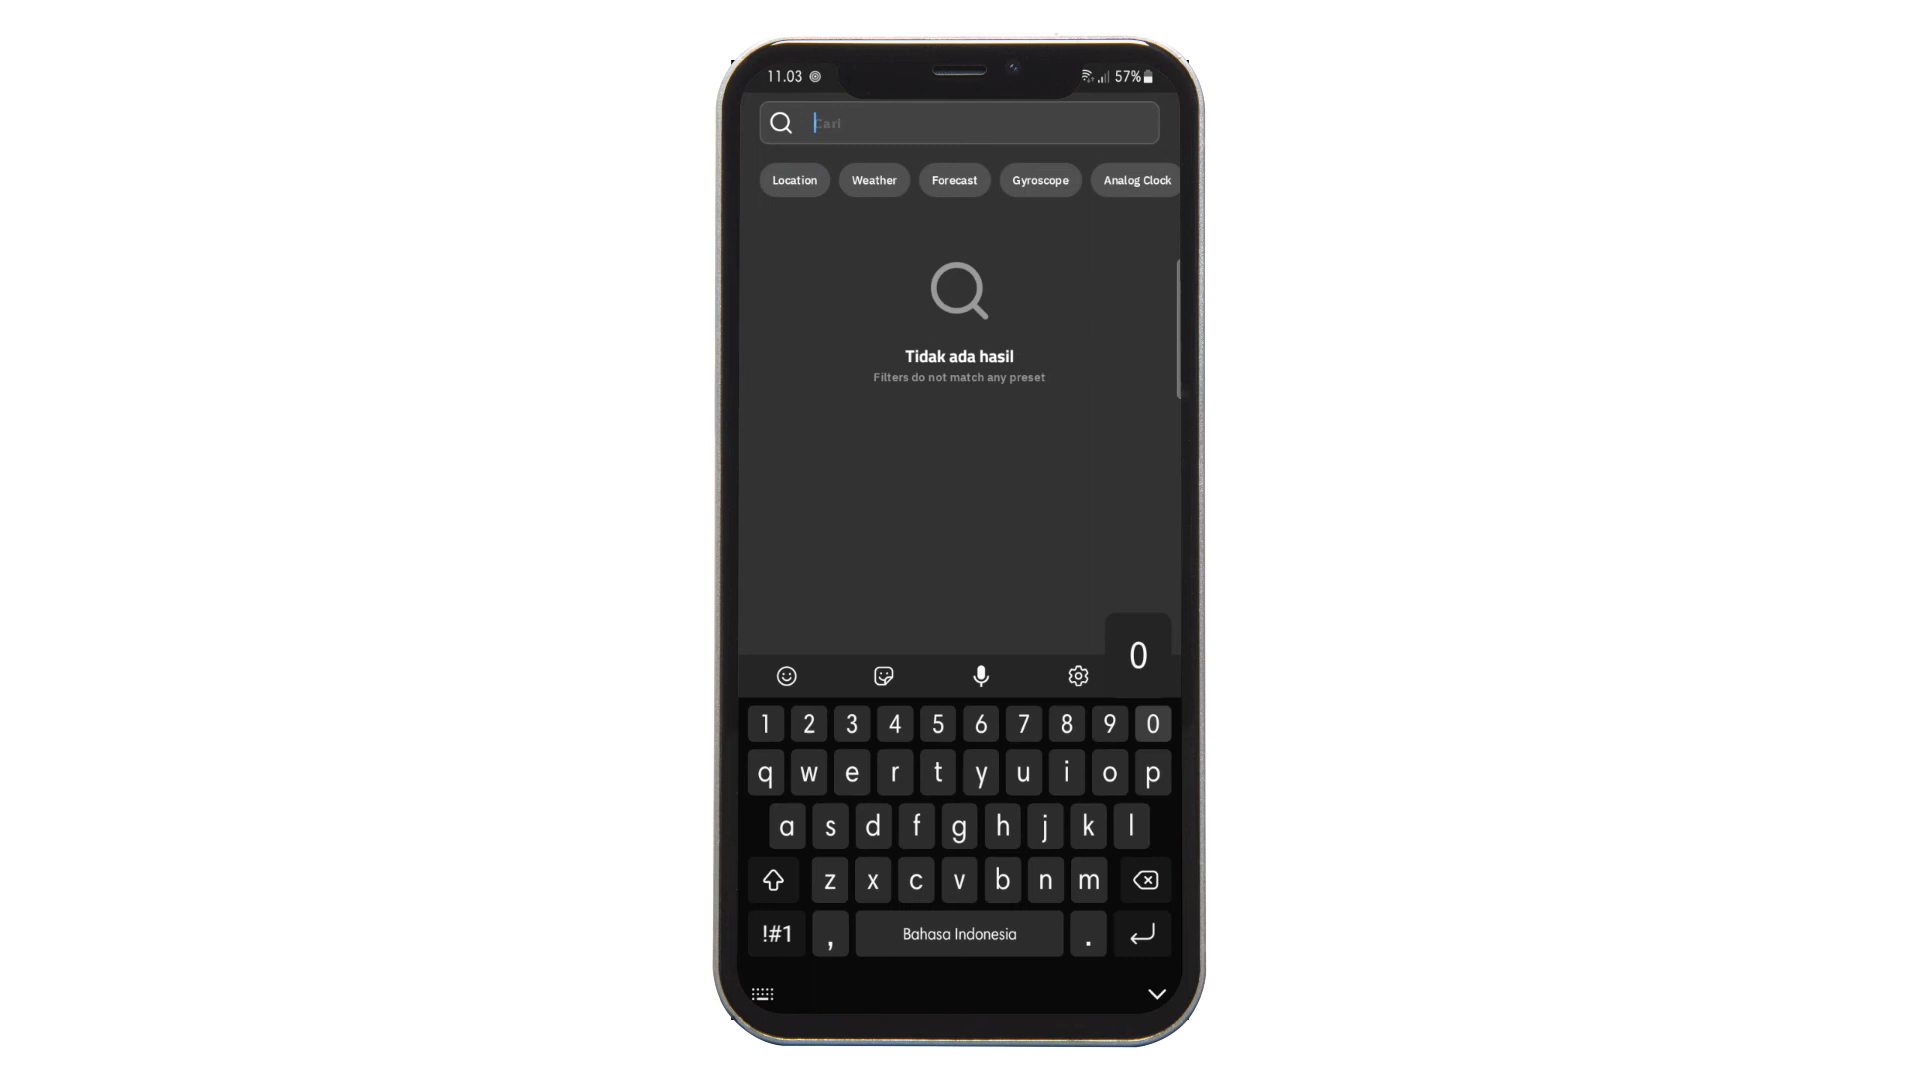 11.03 57%
Cari
Location Weather Forecast Gyroscope Analog Clock
Tidak ada hasil
Filters do not match any preset
0
1 2 3 4 5 6 7 8 9 0
q w e r t y u i o p
a s d f g h j k l
z x c v b n m
!#1 , Bahasa Indonesia .